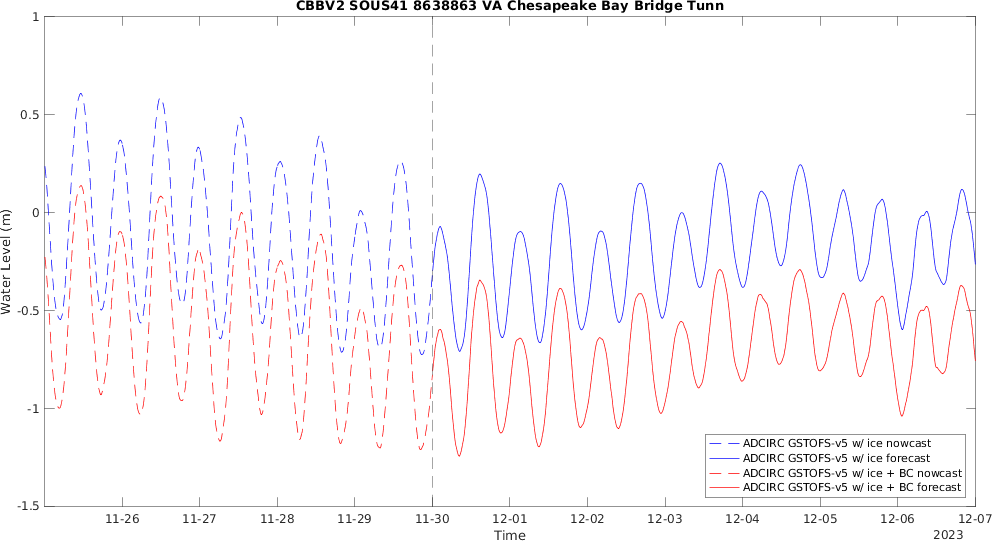 CBBV2 SOUS41 8638863 VA Chesapeake Bay Bridge Tunn
1
0.5
0
-0.5
-1
-1.5
Water Level (m)
ADCIRC GSTOFS-v5 w/ ice nowcast
ADCIRC GSTOFS-v5 w/ ice forecast
ADCIRC GSTOFS-v5 w/ ice + BC nowcast
ADCIRC GSTOFS-v5 w/ ice + BC forecast
11-26 11-27 11-28 11-29 11-30 12-01 12-02 12-03 12-04 12-05 12-06 12-07
Time
2023